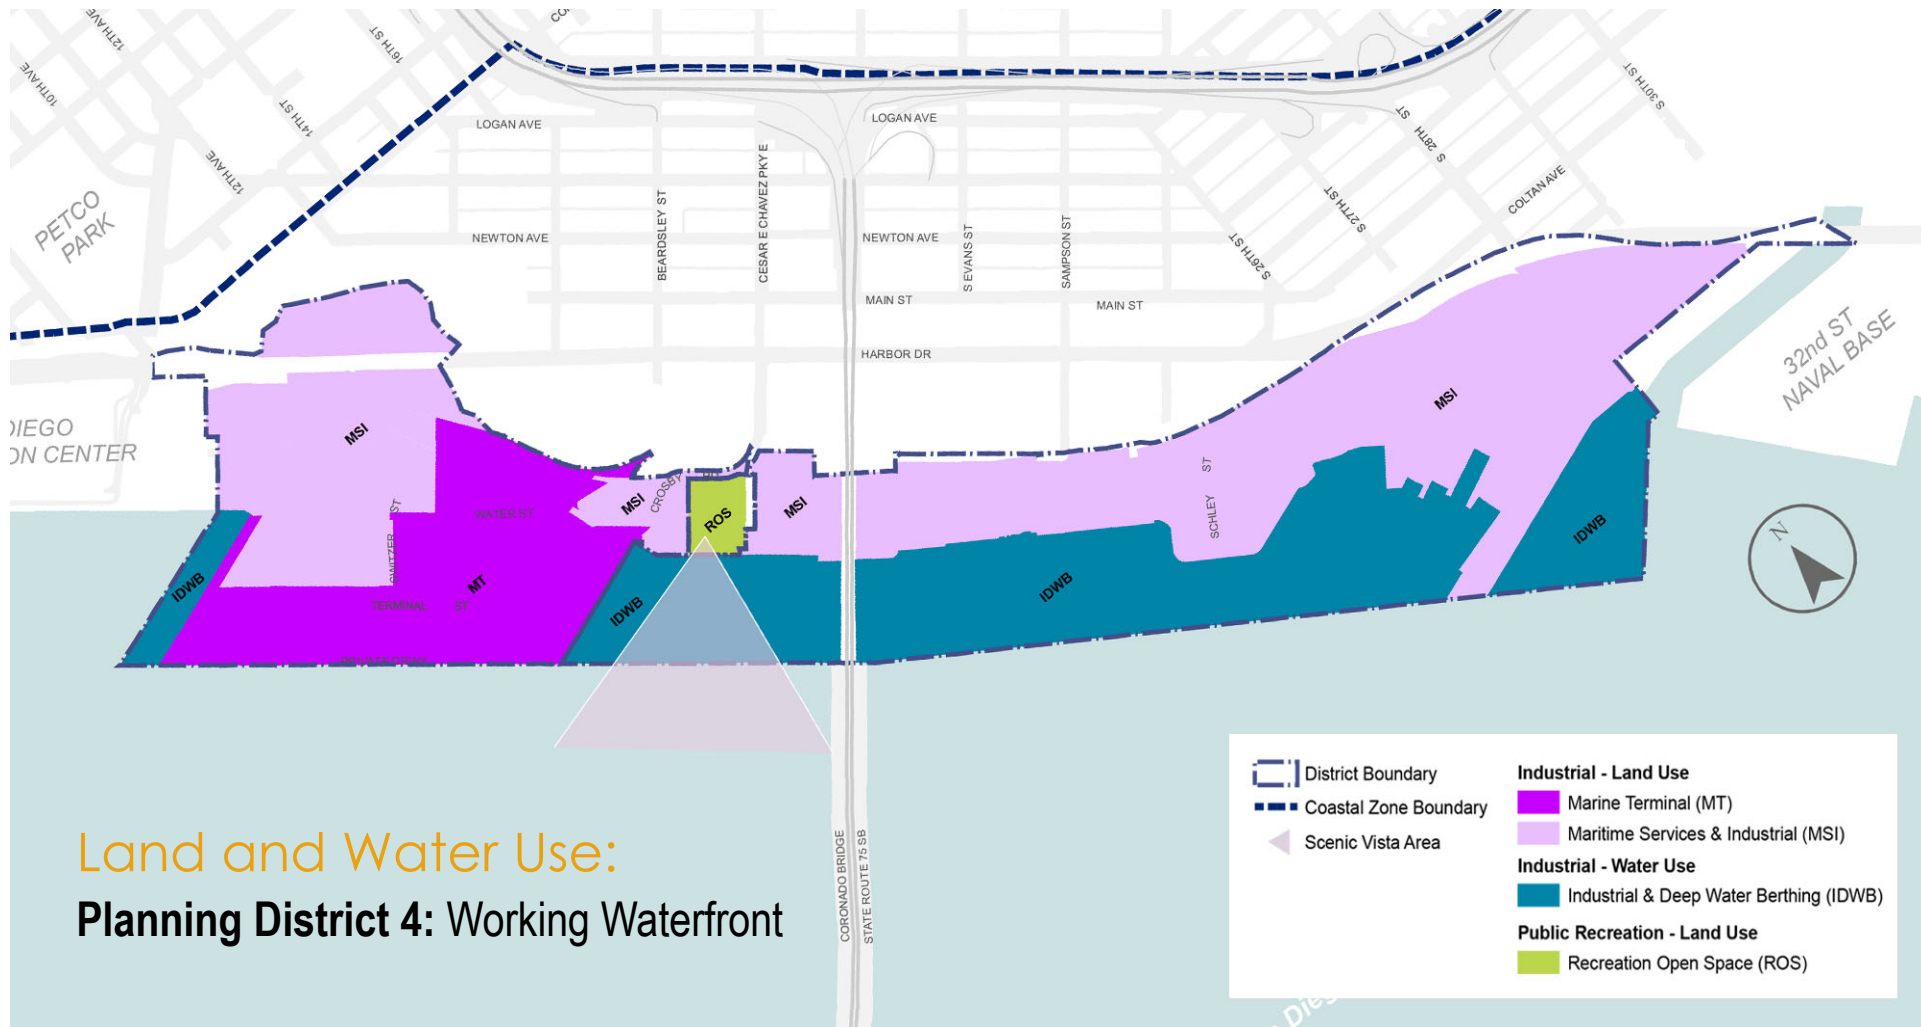 12TH AVE
16TH ST
10TH AVE
14TH ST
12TH AVE
PETCO
PARK
LOGAN AVE
LOGAN AVE
BEARDSLEY ST
CESAR E CHAVEZ PKY E
NEWTON AVE
NEWTON AVE
S EVANS ST
SAMPSON ST
S 26TH ST
S 27TH ST
S 28TH ST
S 30TH ST
COLTAN AVE
MAIN ST
MAIN ST
HARBOR DR
32nd ST
NAVAL BASE
DIEGO
ON CENTER
MSI
MSI
MSI
MSI
CROSBY
ROS
WATER ST
SWITZER ST
SCHLEY ST
MT
TERMINAL ST
IDWB
IDWB
IDWB
IDWB
N
CORONADO BRIDGE
STATE ROUTE 75 SB
Land and Water Use:
Planning District 4: Working Waterfront
District Boundary
Coastal Zone Boundary
Scenic Vista Area
Industrial - Land Use
Marine Terminal (MT)
Maritime Services & Industrial (MSI)
Industrial - Water Use
Industrial & Deep Water Berthing (IDWB)
Public Recreation - Land Use
Recreation Open Space (ROS)